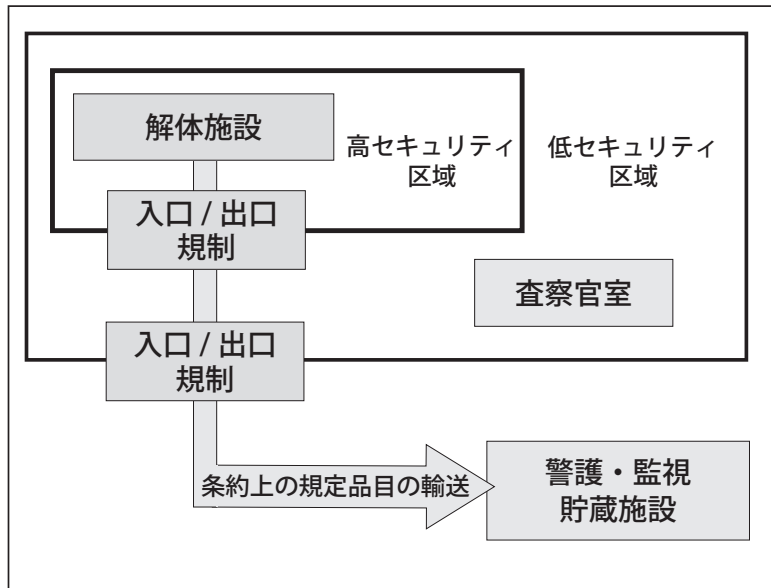 解体施設
高セキュリティ
区域
低セキュリティ
区域
入口 / 出口
規制
査察官室
入口 / 出口
規制
条約上の規定品目の輸送
警護・監視
貯蔵施設